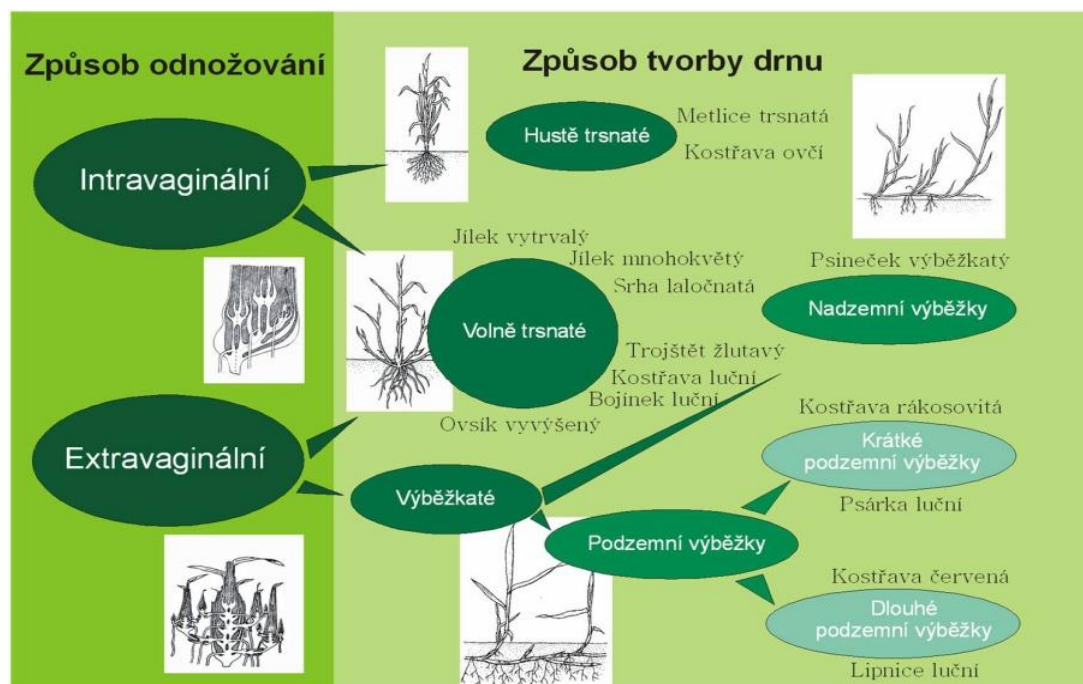 Způsob odnožování
Způsob tvorby drnu
Intravaginální
Hustě trsnaté
Metlice trsnatá
Kostřava ovčí
Jílek vytrvalý
Jílek mnohokvětý
Srha laločnatá
Volně trsnaté
Trojštět žlutavý
Kostřava luční
Bojínek luční
Ovsík vyvýšený
Psineček výběžkatý
Nadzemní výběžky
Extravaginální
Výběžkaté
Podzemní výběžky
Kostřava rákosovitá
Krátké
podzemní výběžky
Psárka luční
Kostřava červená
Dlouhé
podzemní výběžky
Lipnice luční